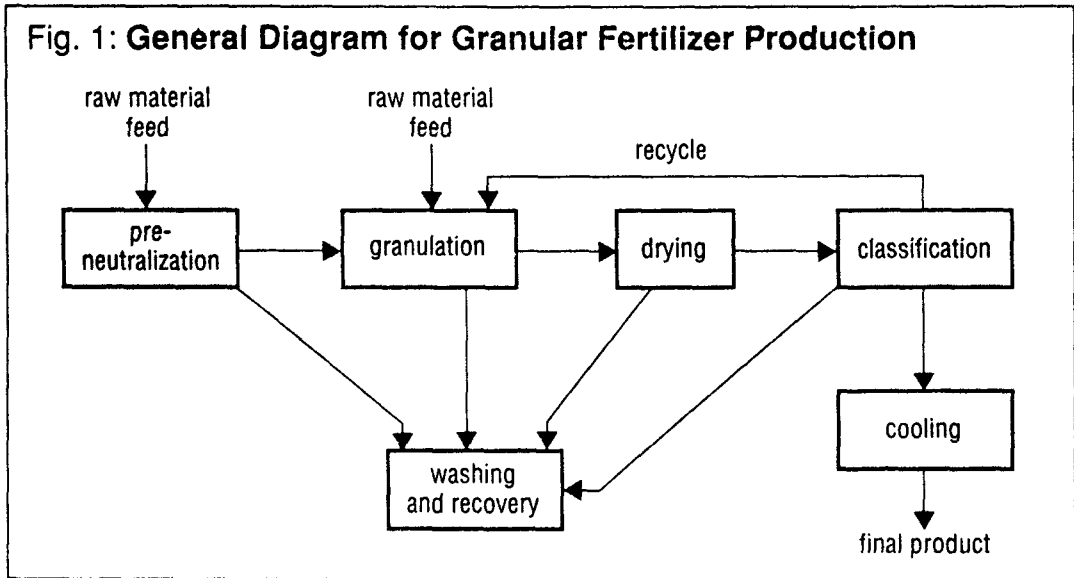 Fig. 1: General Diagram for Granular Fertilizer Production
raw material
feed
raw material
feed
recycle
pre-
neutralization
granulation
drying
classification
cooling
washing
and recovery
final product